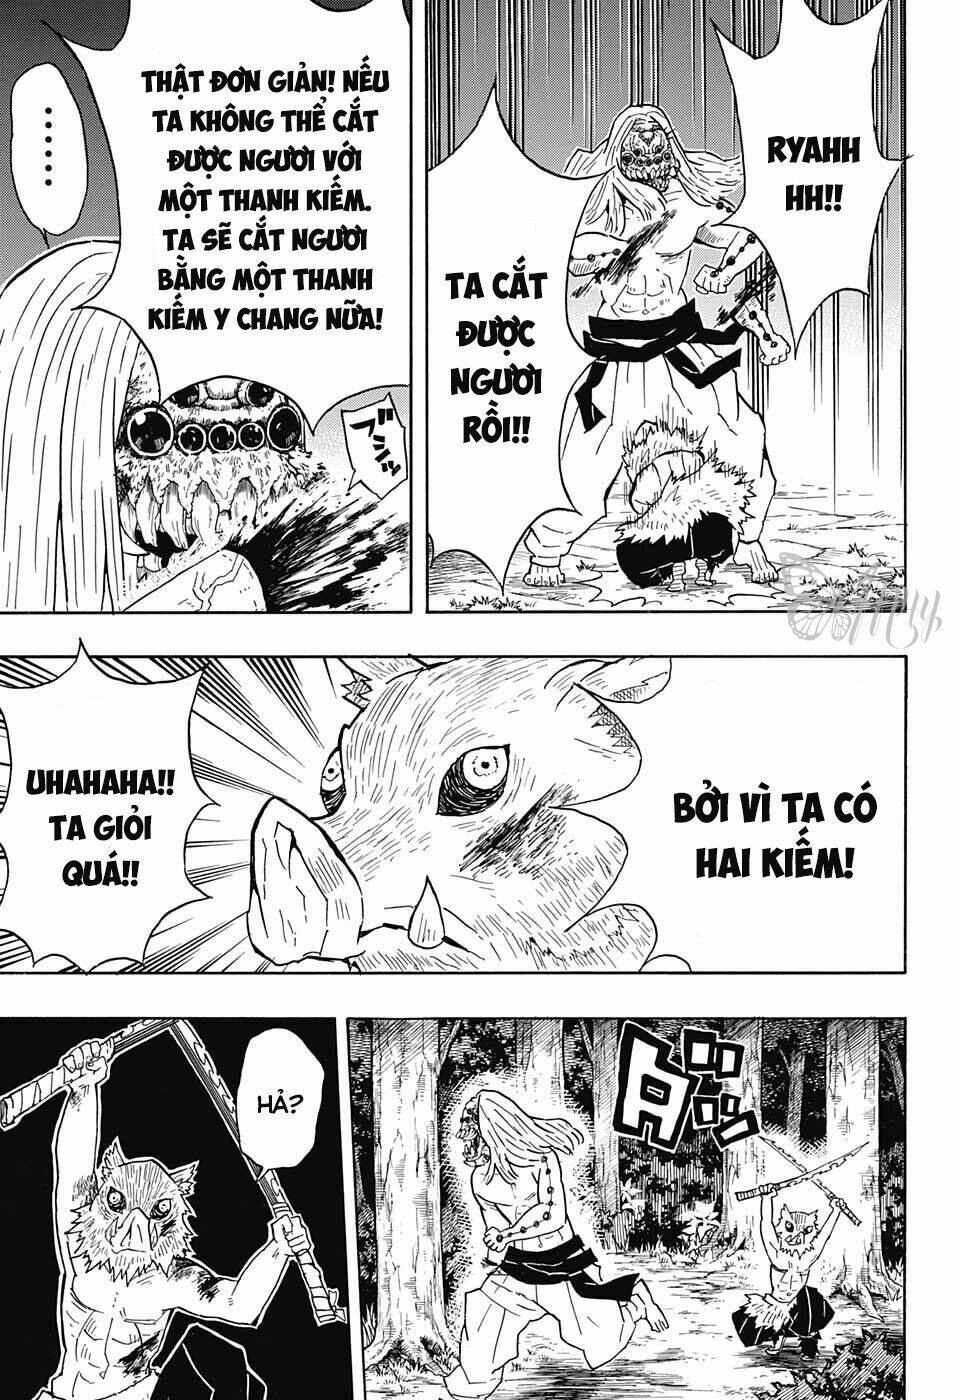 RYAHH
HH!!
TA CẮT
ĐƯỢC
NGƯƠI
RỒI!!
THẬT ĐƠN GIẢN! NẾU
TA KHÔNG THỂ CẮT
ĐƯỢC NGƯƠI VỚI
MỘT THANH KIẾM.
TA SẼ CẮT NGƯƠI
BẰNG MỘT THANH
KIẾM Y CHANG NỮA!
......
BỞI VÌ TA CÓ
HAI KIẾM!
UHAHAHA!!
TA GIỎI
QUÁ!!
HẢ?